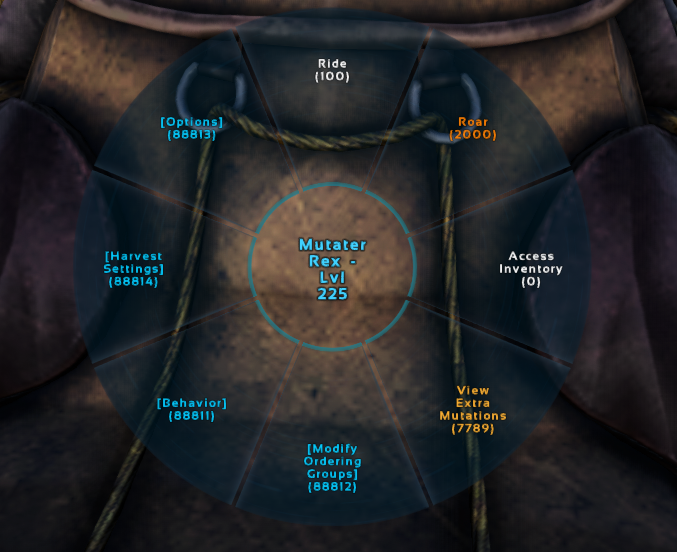 Ride
(100)
[Options]
(88813)
Roar
(2000)
[Harvest
Settings]
(88814)
Mutater
Rex -
Lvl
225
Access
Inventory
(0)
[Behavior]
(88811)
View
Extra
Mutations
(7789)
[Modify
Ordering
Groups]
(88812)